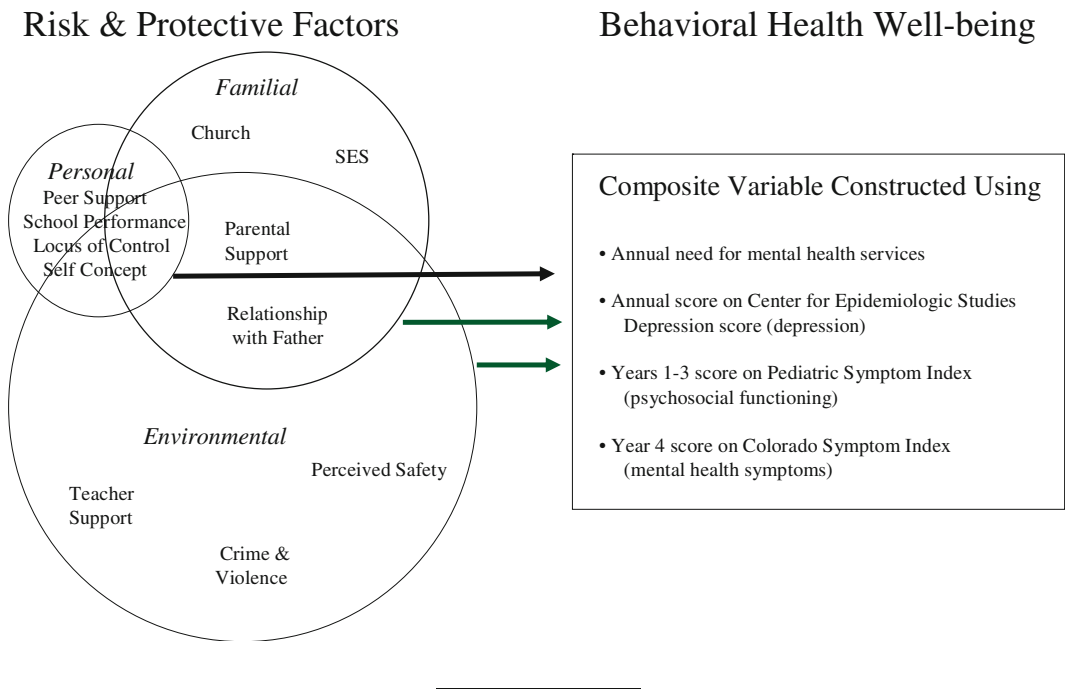 Risk & Protective Factors
Behavioral Health Well-being
Familial
Church
SES
Personal
Peer Support
School Performance
Locus of Control
Self Concept
Parental
Support
Relationship
with Father
Environmental
Perceived Safety
Teacher
Support
Crime &
Violence
Composite Variable Constructed Using
• Annual need for mental health services
• Annual score on Center for Epidemiologic Studies
Depression score (depression)
• Years 1-3 score on Pediatric Symptom Index
(psychosocial functioning)
• Year 4 score on Colorado Symptom Index
(mental health symptoms)